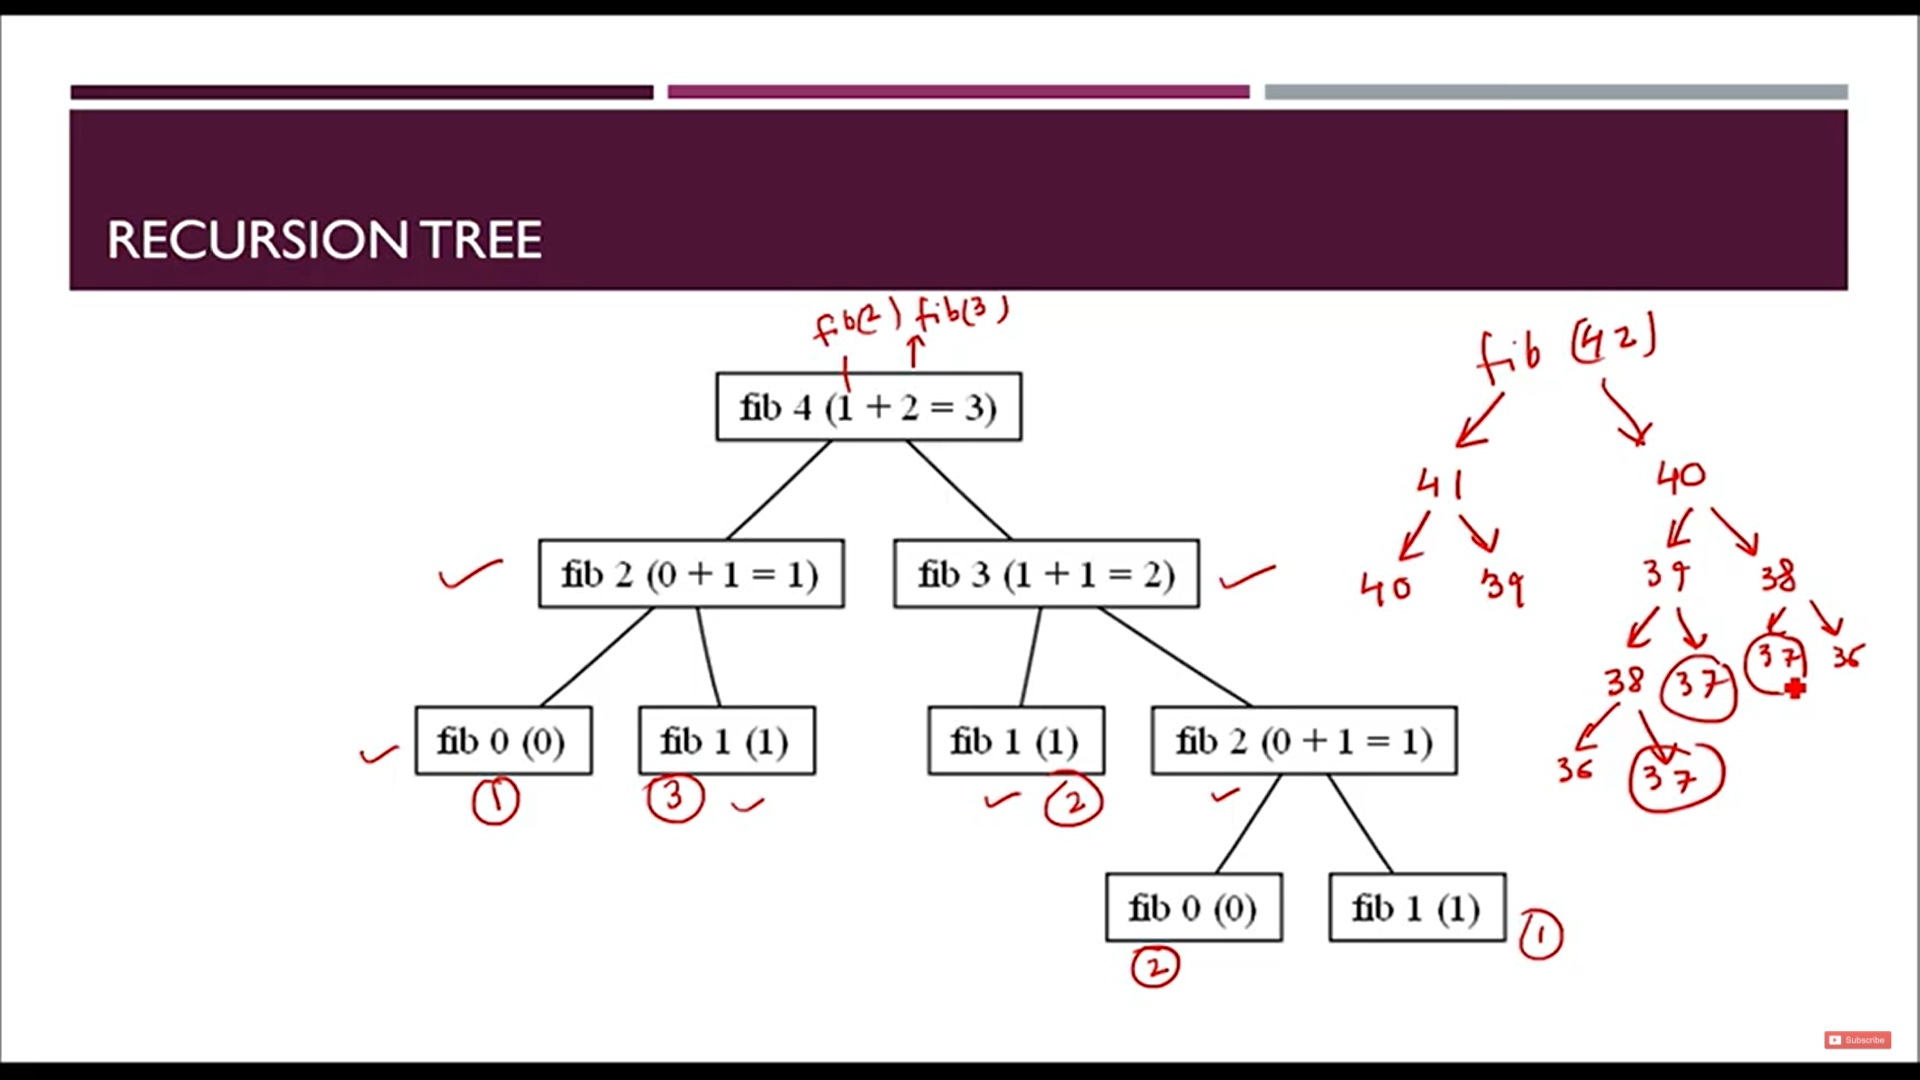 RECURSION TREE
fib(2) fib(3)
fib (42)
fib 4 (1 + 2 = 3)
41
40
fib 2 (0 + 1 = 1)
fib 3 (1 + 1 = 2)
40
39
39
38
38
37
37
36
fib 0 (0)
fib 1 (1)
fib 1 (1)
fib 2 (0 + 1 = 1)
36
37
1
3
2
fib 0 (0)
fib 1 (1)
1
2
Subscribe